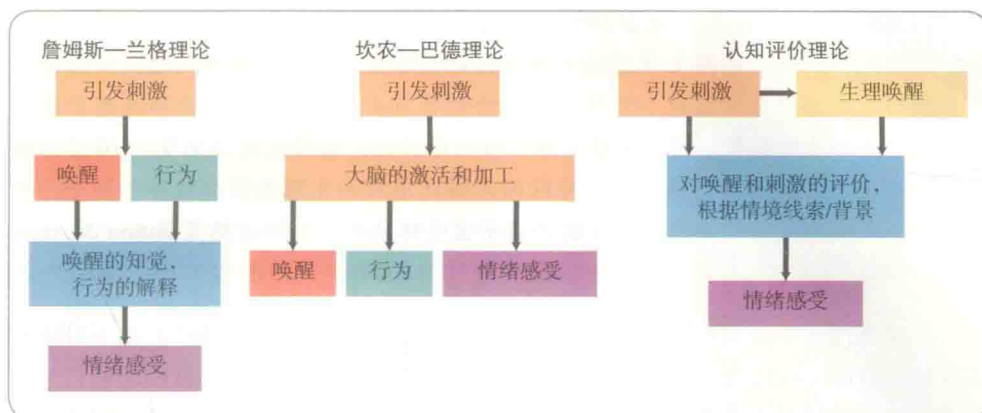 詹姆斯—兰格理论
引发刺激
唤醒
行为
唤醒的知觉，
行为的解释
情绪感受
坎农—巴德理论
引发刺激
大脑的激活和加工
唤醒
行为
情绪感受
认知评价理论
引发刺激
生理唤醒
对唤醒和刺激的评价，
根据情境线索/背景
情绪感受